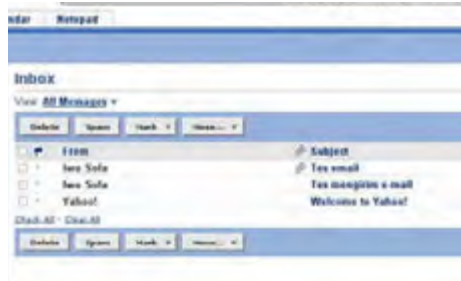 ndar Notepad
Inbox
View: All Messages
Delete Spam Mark Move...
From Subject
Iwo Sofa Tes email
Iwo Sofa Tes mengirim e-mail
Yahoo! Welcome to Yahoo!
Check All - Clear All
Delete Spam Mark Move...